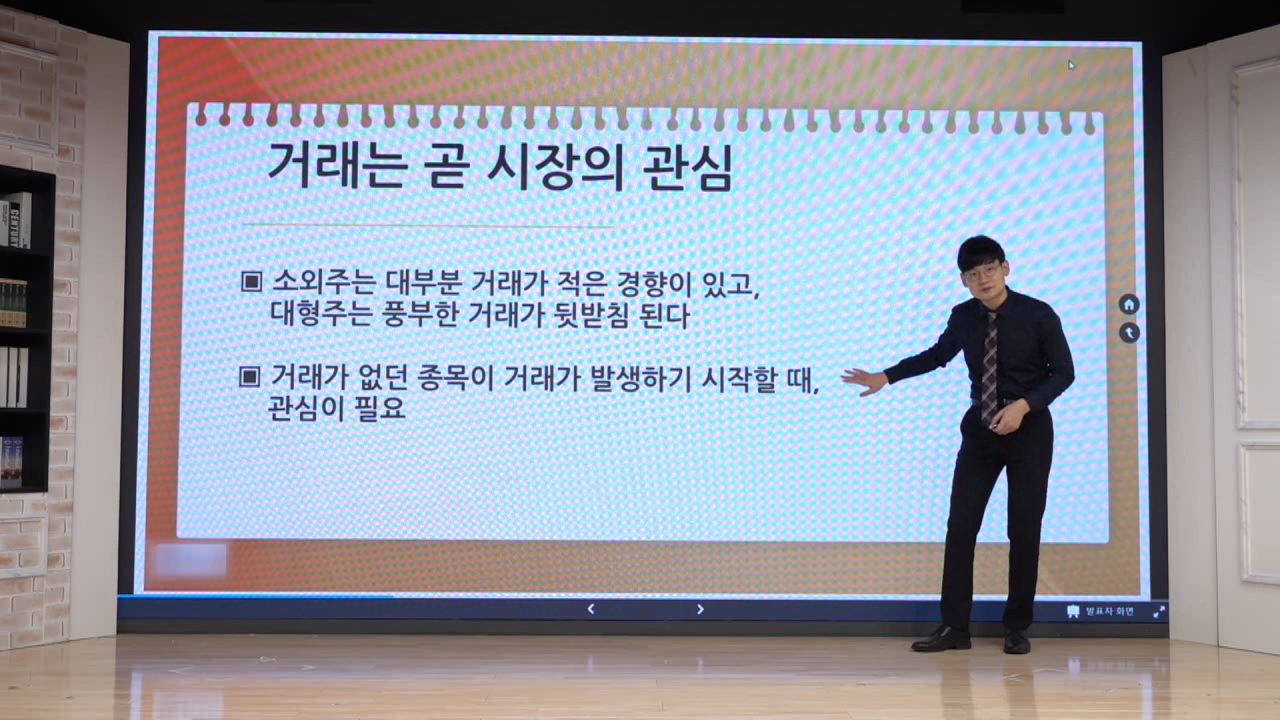 거래는 곧 시장의 관심
▣ 소외주는 대부분 거래가 적은 경향이 있고,
대형주는 풍부한 거래가 뒷받침 된다
▣ 거래가 없던 종목이 거래가 발생하기 시작할 때,
관심이 필요
발표자 화면
CENTURY